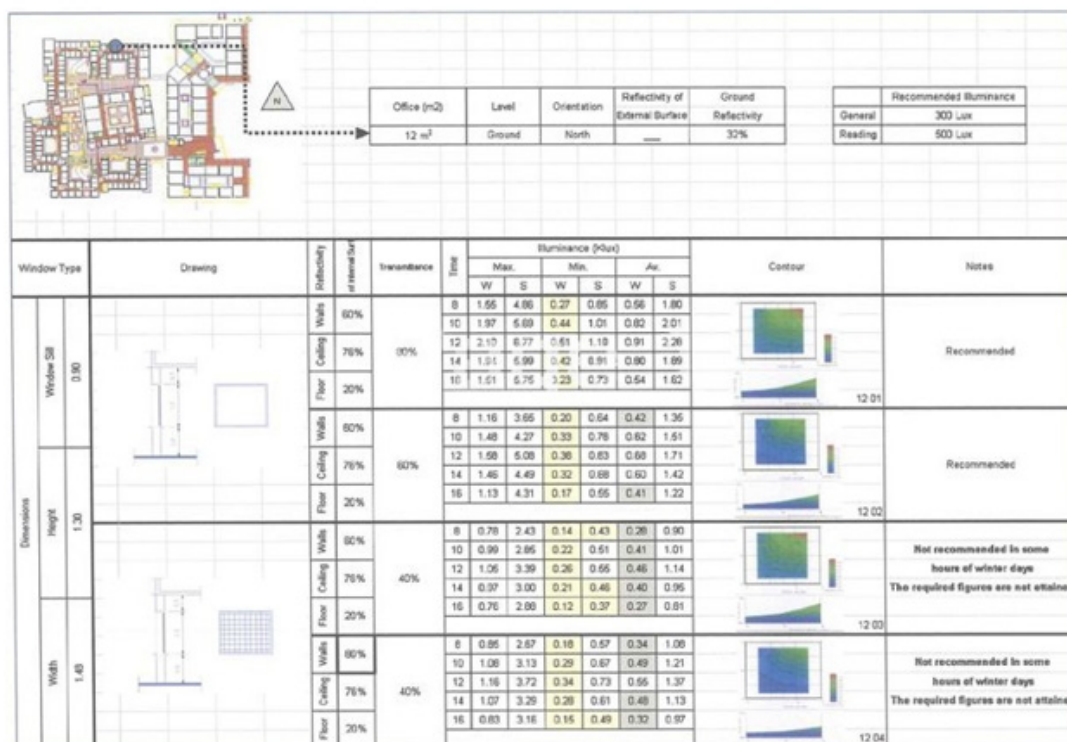 N
Office (m2) Level Orientation Reflectivity of External Surface Ground Reflectivity
12 m² Ground North ___ 32%
Recommended Illuminance
General 300 Lux
Reading 500 Lux
Window Type Drawing Reflectivity of Internal Surf Transmittance Time Illuminance (Klux) Contour Notes
Max. Min. Av.
W S W S W S
Dimensions
Window Sill 0.90
Height 1.30
Width 1.48
Walls 60%
Ceiling 76%
Floor 20%
80%
8 1.55 4.86 0.27 0.85 0.56 1.80
10 1.97 5.69 0.44 1.01 0.82 2.01
12 2.10 6.77 0.51 1.10 0.91 2.28
14 5.99 0.42 0.91 0.80 1.89
16 1.51 5.75 0.23 0.73 0.54 1.62
Recommended
12 01
Walls 60%
Ceiling 76%
Floor 20%
60%
8 1.16 3.65 0.20 0.64 0.42 1.35
10 1.48 4.27 0.33 0.76 0.62 1.51
12 1.58 5.08 0.38 0.83 0.68 1.71
14 1.46 4.49 0.32 0.68 0.60 1.42
16 1.13 4.31 0.17 0.55 0.41 1.22
Recommended
12 02
Walls 60%
Ceiling 76%
Floor 20%
40%
8 0.78 2.43 0.14 0.43 0.28 0.90
10 0.99 2.85 0.22 0.51 0.41 1.01
12 1.06 3.39 0.26 0.55 0.46 1.14
14 0.97 3.00 0.21 0.46 0.40 0.95
16 0.76 2.88 0.12 0.37 0.27 0.81
Not recommended in some
hours of winter days
The required figures are not attaine
12 03
Walls 80%
Ceiling 76%
Floor 20%
40%
8 0.85 2.67 0.18 0.57 0.34 1.08
10 1.08 3.13 0.29 0.67 0.49 1.21
12 1.16 3.72 0.34 0.73 0.55 1.37
14 1.07 3.29 0.28 0.61 0.48 1.13
16 0.83 3.16 0.15 0.49 0.32 0.97
Not recommended in some
hours of winter days
The required figures are not attaine
12 04